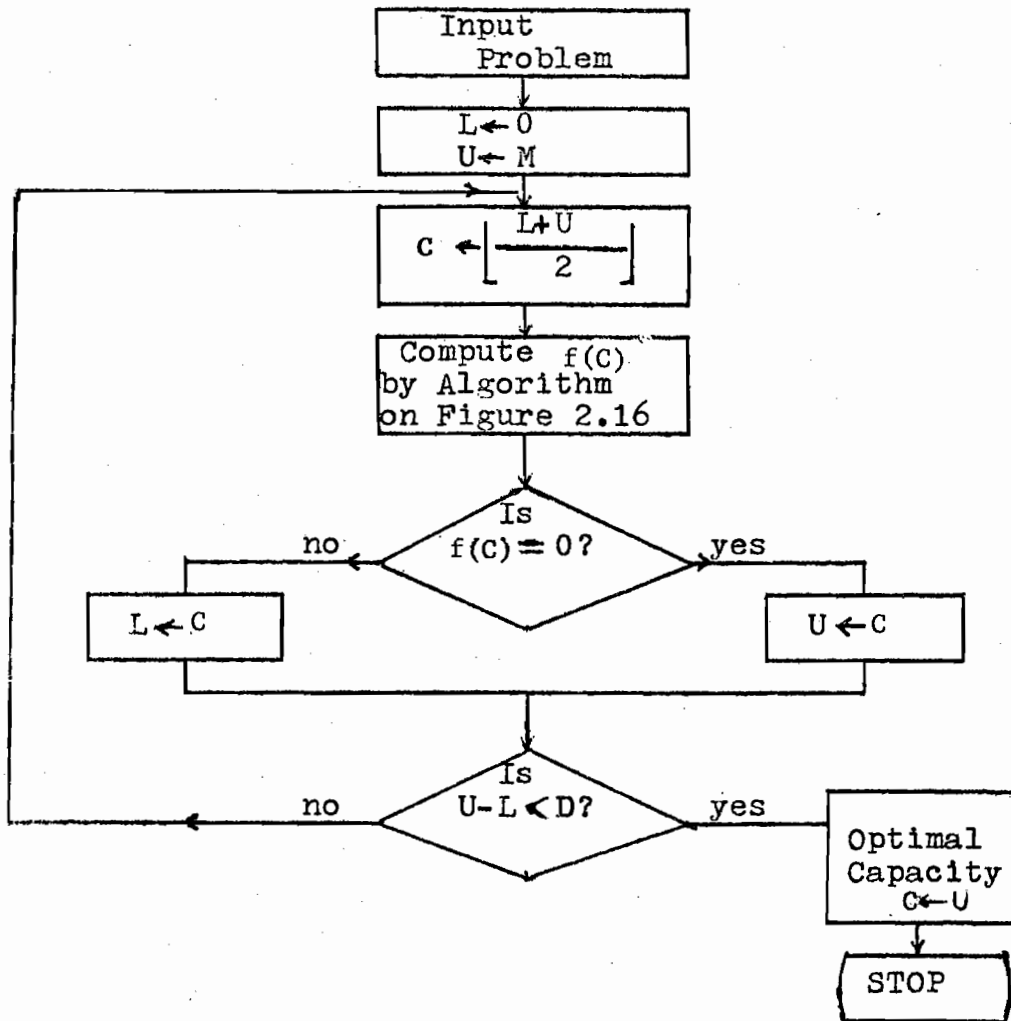 Input
Problem
L←0
U←M
C ← [L+U / 2]
Compute f(C)
by Algorithm
on Figure 2.16
Is
f(C)=0?
no
yes
L←C
U←C
Is
U-L<D?
no
yes
Optimal
Capacity
C←U
STOP